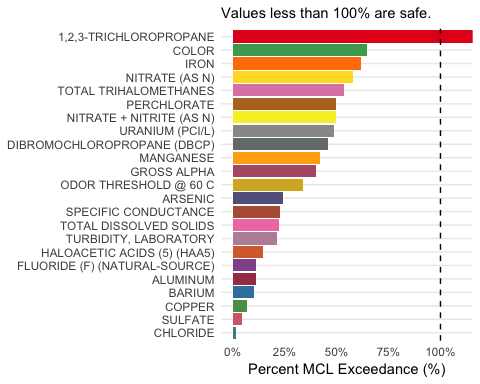 Values less than 100% are safe.
1,2,3-TRICHLOROPROPANE
COLOR
IRON
NITRATE (AS N)
TOTAL TRIHALOMETHANES
PERCHLORATE
NITRATE + NITRITE (AS N)
URANIUM (PCI/L)
DIBROMOCHLOROPROPANE (DBCP)
MANGANESE
GROSS ALPHA
ODOR THRESHOLD @ 60 C
ARSENIC
SPECIFIC CONDUCTANCE
TOTAL DISSOLVED SOLIDS
TURBIDITY, LABORATORY
HALOACETIC ACIDS (5) (HAA5)
FLUORIDE (F) (NATURAL-SOURCE)
ALUMINUM
BARIUM
COPPER
SULFATE
CHLORIDE
0% 25% 50% 75% 100%
Percent MCL Exceedance (%)